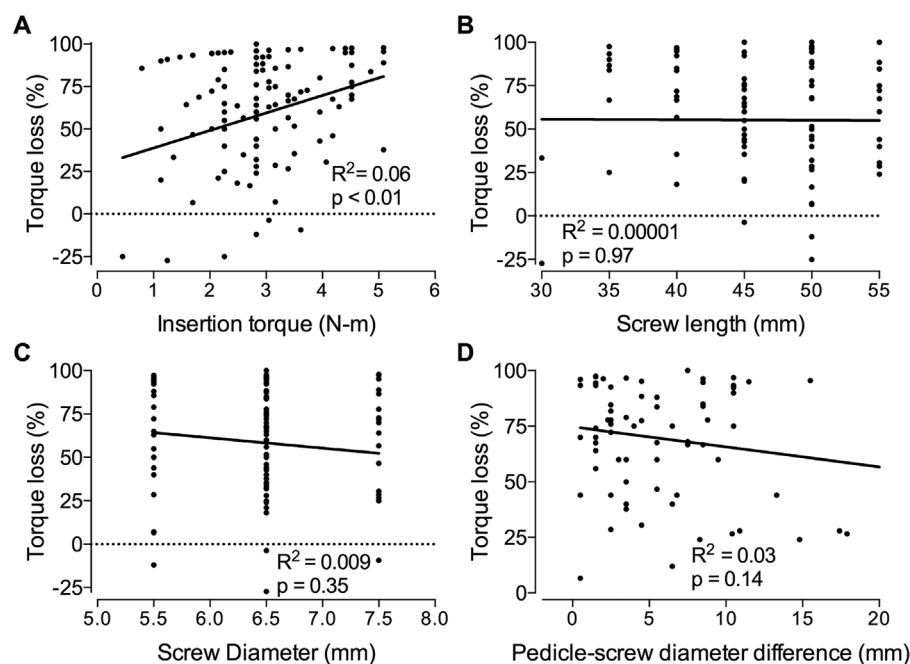 A
Torque loss (%)
100
75
50
25
0
-25
R² = 0.06
p < 0.01
0 1 2 3 4 5 6
Insertion torque (N-m)
B
Torque loss (%)
100
75
50
25
0
-25
R² = 0.00001
p = 0.97
30 35 40 45 50 55
Screw length (mm)
C
Torque loss (%)
100
75
50
25
0
-25
R² = 0.009
p = 0.35
5.0 5.5 6.0 6.5 7.0 7.5 8.0
Screw Diameter (mm)
D
Torque loss (%)
100
75
50
25
0
R² = 0.03
p = 0.14
0 5 10 15 20
Pedicle-screw diameter difference (mm)